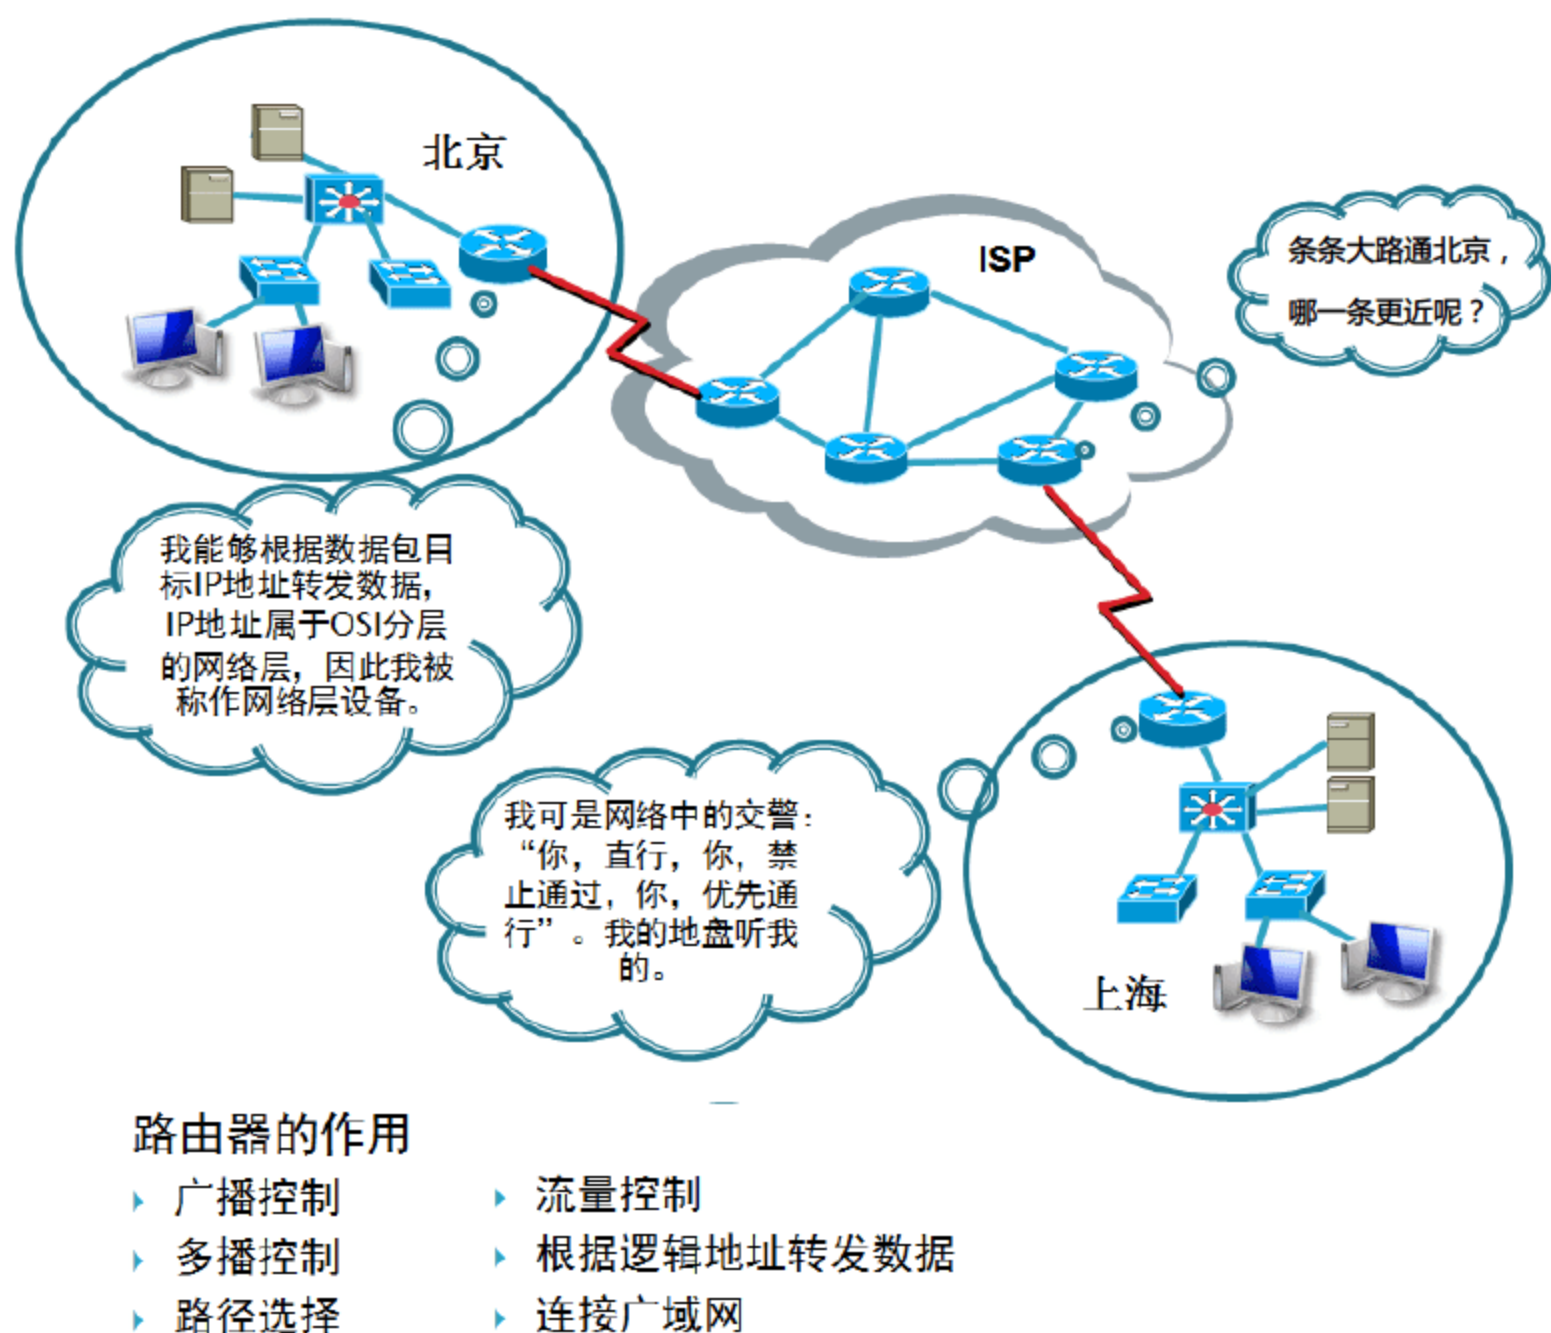 北京
ISP
条条大路通北京，
哪一条更近呢？
我能够根据数据包目
标IP地址转发数据，
IP地址属于OSI分层
的网络层，因此我被
称作网络层设备。
我可是网络中的交警：
“你，直行，你，禁
止通过，你，优先通
行”。我的地盘听我
的。
上海
路由器的作用
广播控制
多播控制
路径选择
流量控制
根据逻辑地址转发数据
连接广域网